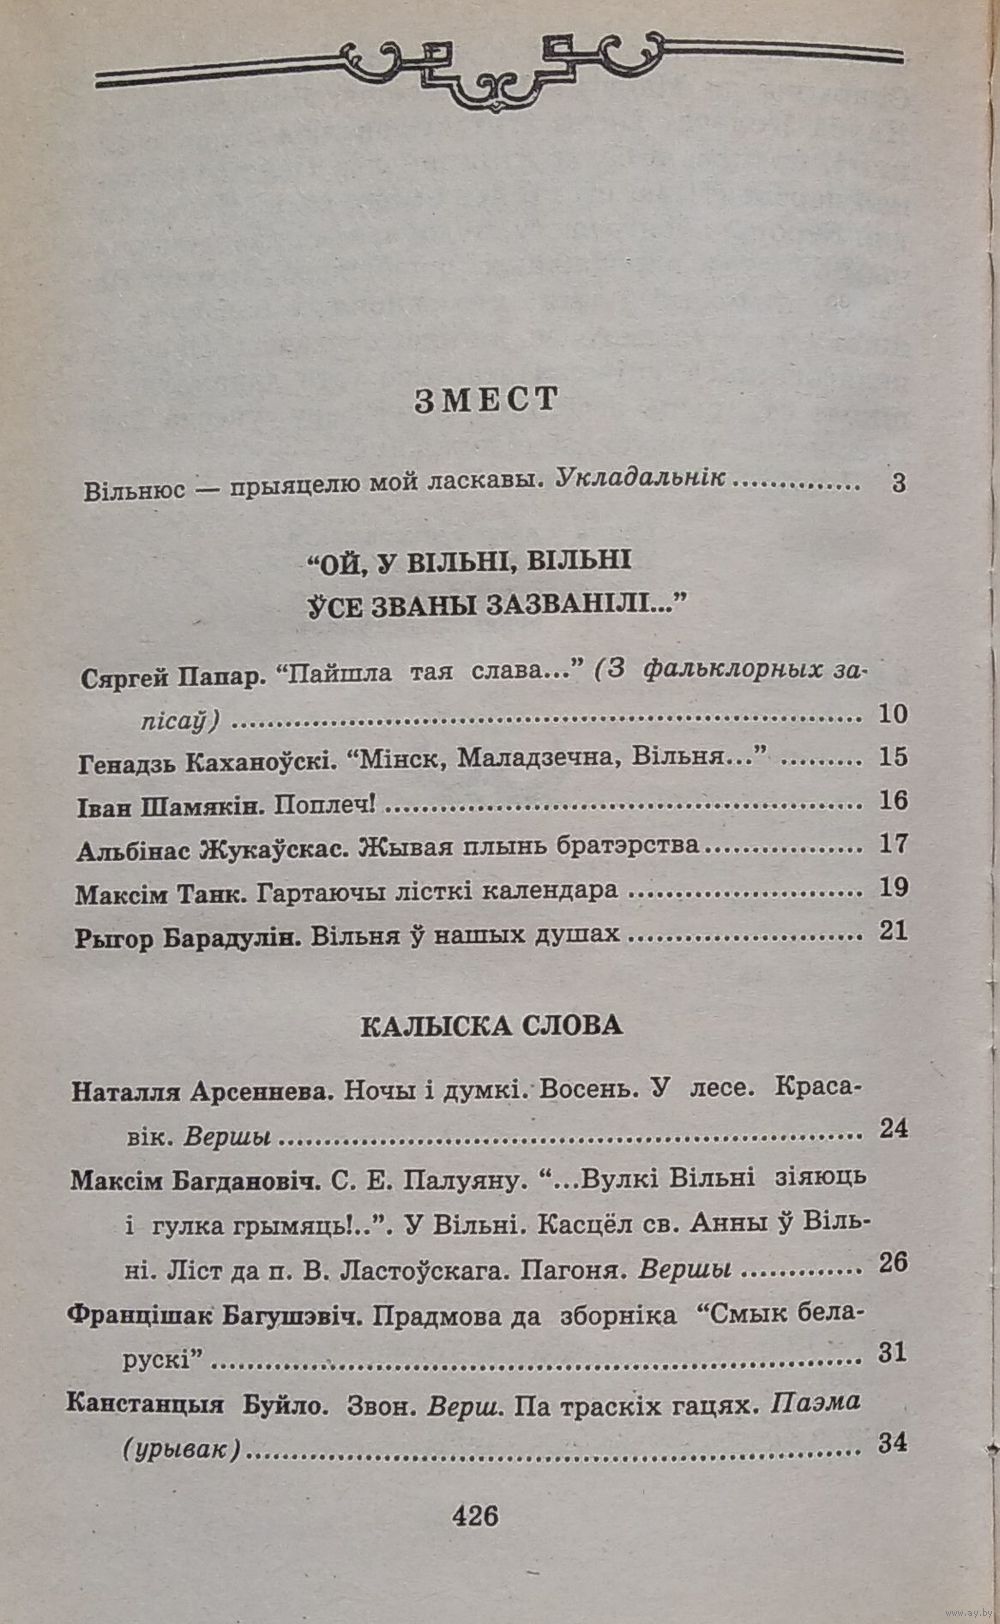 ЗМЕСТ
Вільнюс — прыяцелю мой ласкавы. Укладальнік .............. 3
“ОЙ, У ВІЛЬНІ, ВІЛЬНІ
ЎСЕ ЗВАНЫ ЗАЗВАНІЛІ...”
Сяргей Папар. “Пайшла тая слава...” (З фальклорных за-
пісаў) ...................................................................... 10
Генадзь Каханоўскі. “Мінск, Маладзечна, Вільня...” ......... 15
Іван Шамякін. Поплеч! ..................................................... 16
Альбінас Жукаўскас. Жывая плынь братэрства ................. 17
Максім Танк. Гартаючы лісткі календара .......................... 19
Рыгор Барадулін. Вільня ў нашых душах .......................... 21
КАЛЫСКА СЛОВА
Наталля Арсеннева. Ночы і думкі. Восень. У лесе. Краса-
вік. Вершы ................................................................. 24
Максім Багдановіч. С. Е. Палуяну. “...Вулкі Вільні зіяюць
і гулка грымяць!..”. У Вільні. Касцёл св. Анны ў Віль-
ні. Ліст да п. В. Ластоўскага. Пагоня. Вершы ............. 26
Францішак Багушэвіч. Прадмова да зборніка “Смык бела-
рускі” ........................................................................ 31
Канстанцыя Буйло. Звон. Верш. Па траскіх гацях. Паэма
(урывак) .................................................................... 34
426
www.ay.by